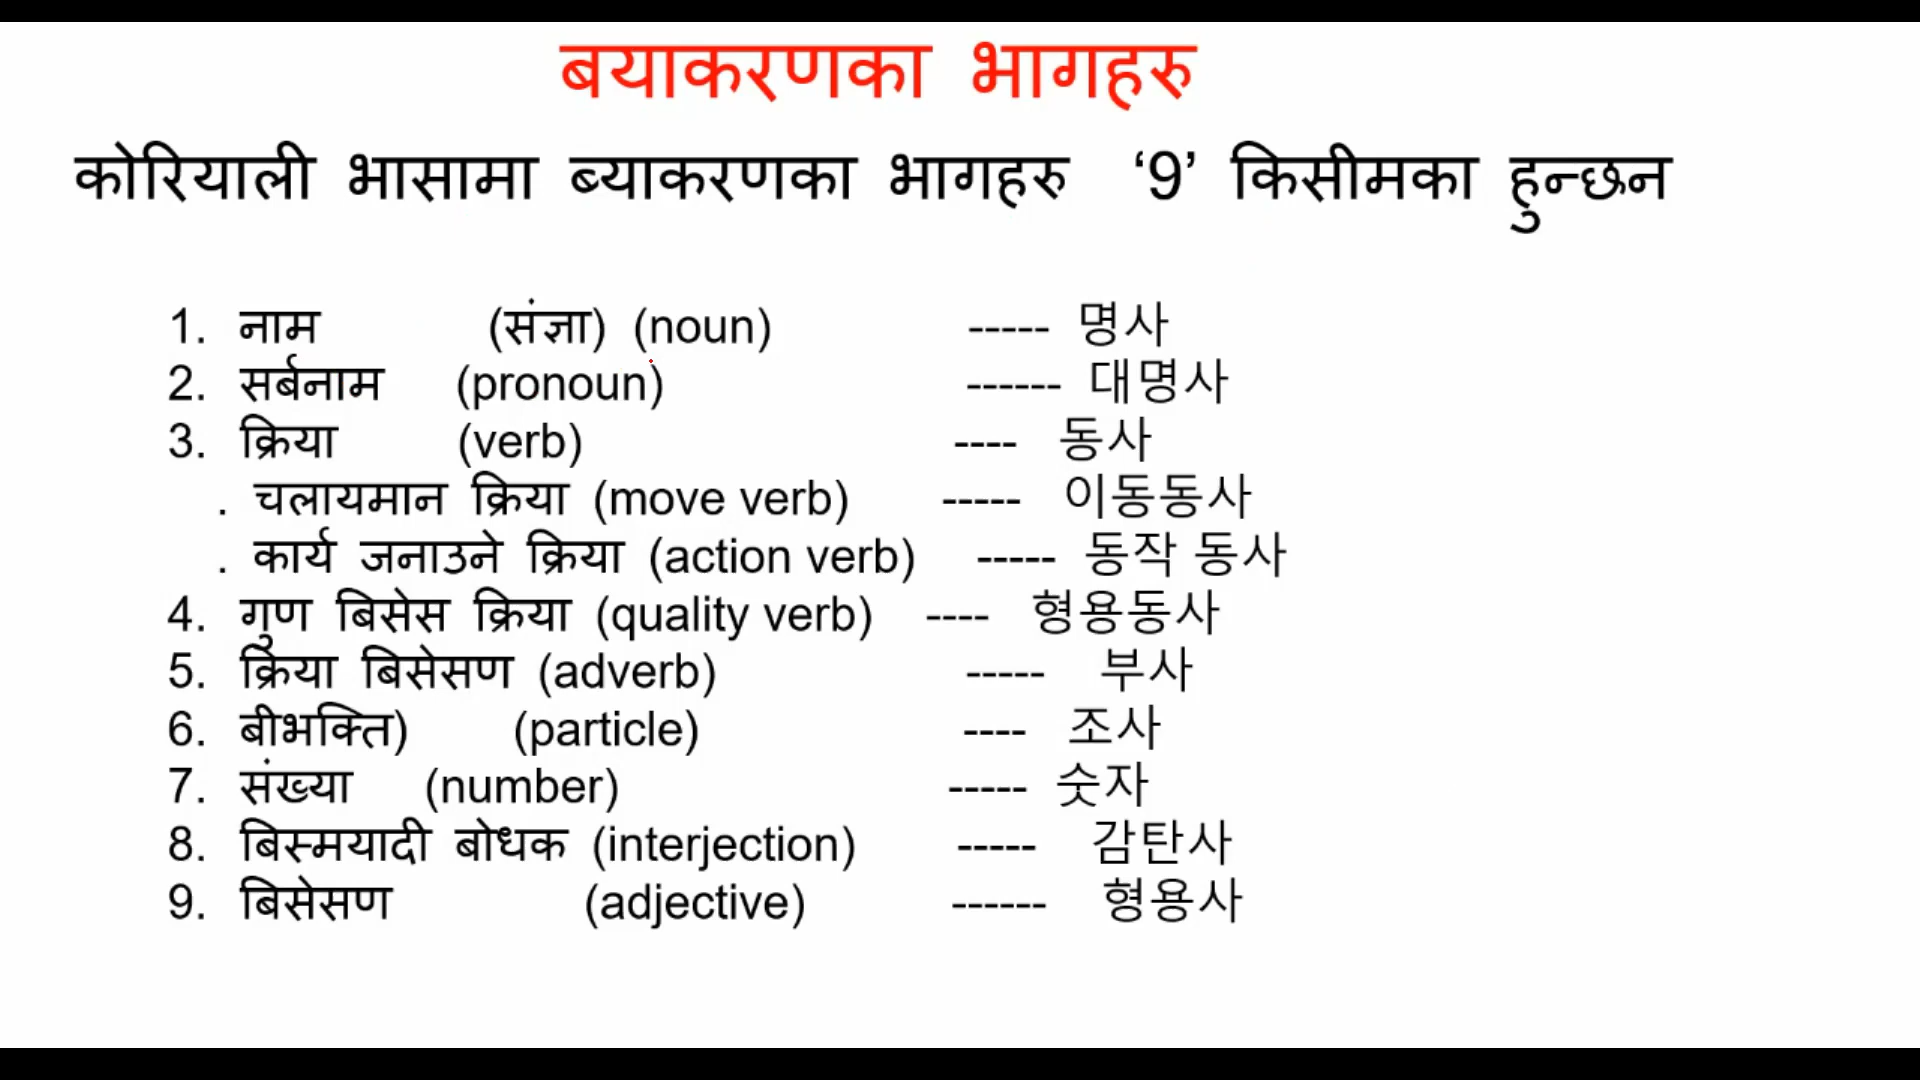 बयाकरणका भागहरु
कोरियाली भासामा ब्याकरणका भागहरु ‘9’ किसीमका हुन्छन
1. नाम (संज्ञा) (noun) ----- 명사
2. सर्बनाम (pronoun) ------ 대명사
3. क्रिया (verb) ---- 동사
. चलायमान क्रिया (move verb) ----- 이동동사
. कार्य जनाउने क्रिया (action verb) ----- 동작 동사
4. गुण बिसेस क्रिया (quality verb) ---- 형용동사
5. क्रिया बिसेसण (adverb) ----- 부사
6. बीभक्ति) (particle) ---- 조사
7. संख्या (number) ----- 숫자
8. बिस्मयादी बोधक (interjection) ----- 감탄사
9. बिसेसण (adjective) ------ 형용사